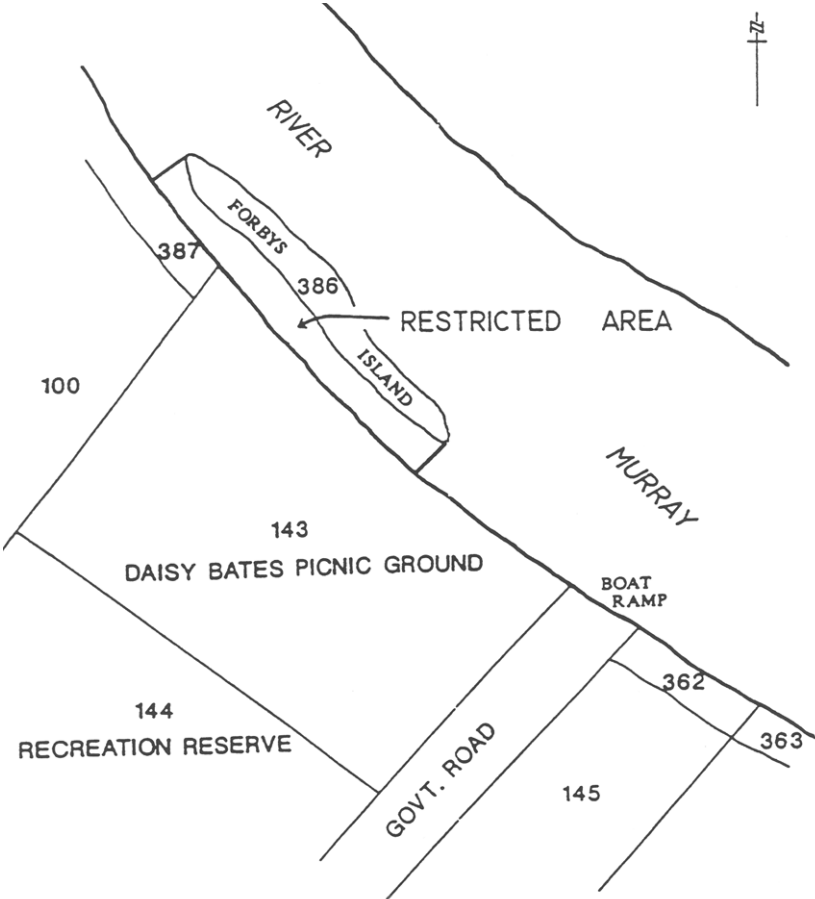 N
RIVER
FORBYS
387
386
RESTRICTED AREA
ISLAND
100
MURRAY
143
DAISY BATES PICNIC GROUND
BOAT
RAMP
362
144
RECREATION RESERVE
363
GOVT. ROAD
145